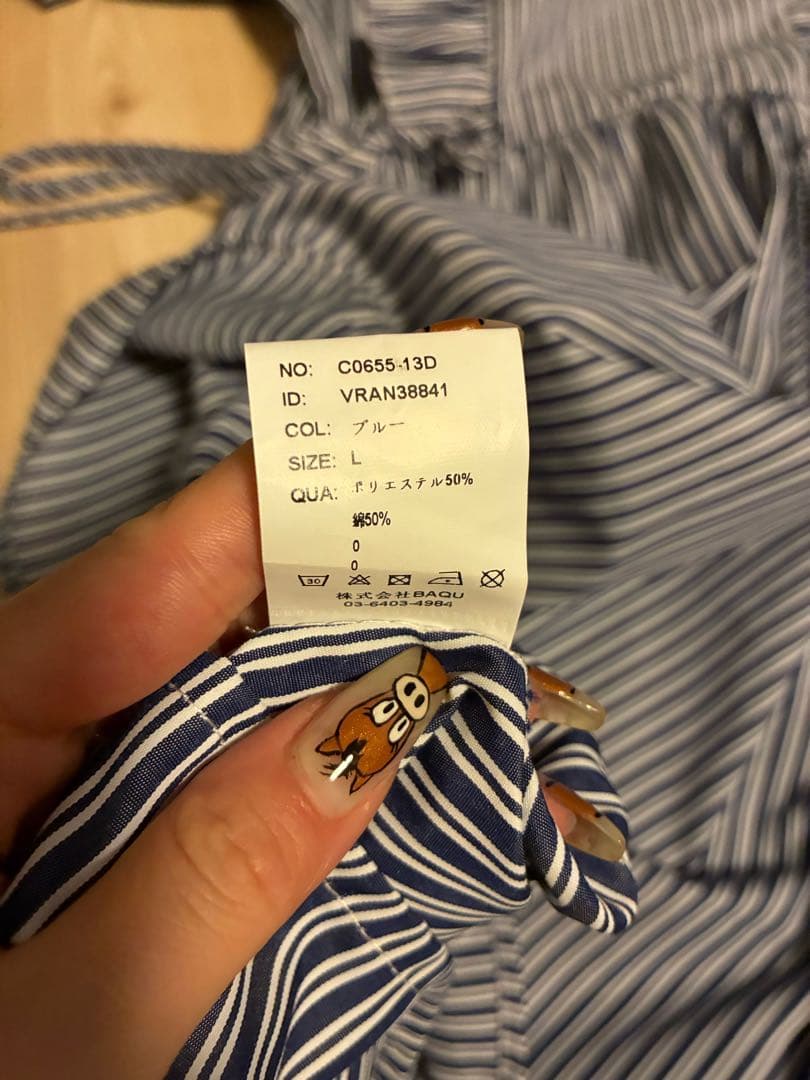 NO: C0655-13D
ID: VRAN38841
COL: ブルー
SIZE: L
QUA: ポリエステル50%
綿50%
0
0
30
株式会社BAQU
03-6403-4984